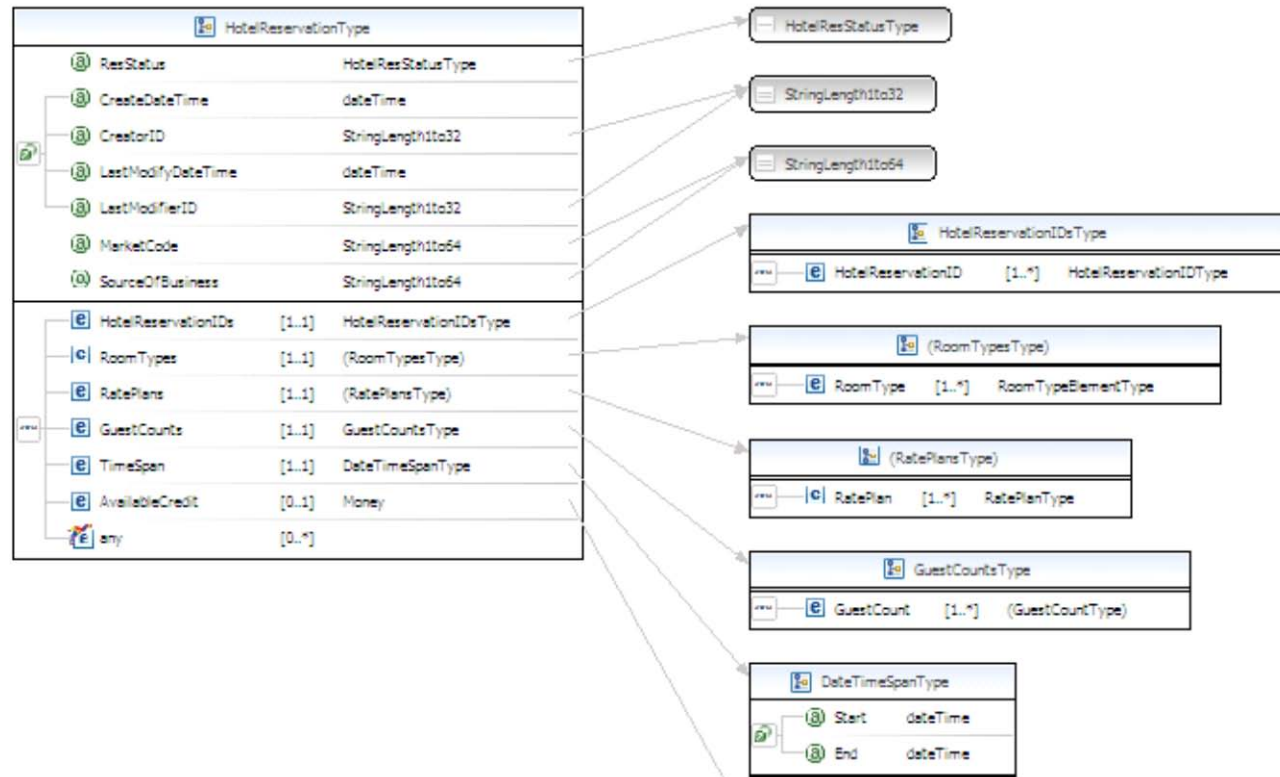 HotelReservationType
ResStatus HotelResStatusType
CreateDateTime dateTime
CreatorID StringLength1to32
LastModifyDateTime dateTime
LastModifierID StringLength1to32
MarketCode StringLength1to64
SourceOfBusiness StringLength1to64
HotelReservationIDs [1..1] HotelReservationIDsType
RoomTypes [1..1] (RoomTypesType)
RatePlans [1..1] (RatePlansType)
GuestCounts [1..1] GuestCountsType
TimeSpan [1..1] DateTimeSpanType
AvailableCredit [0..1] Money
any [0..*]
HotelResStatusType
StringLength1to32
StringLength1to64
HotelReservationIDsType
HotelReservationID [1..*] HotelReservationIDType
(RoomTypesType)
RoomType [1..*] RoomTypeElementType
(RatePlansType)
RatePlan [1..*] RatePlanType
GuestCountsType
GuestCount [1..*] (GuestCountType)
DateTimeSpanType
Start dateTime
End dateTime